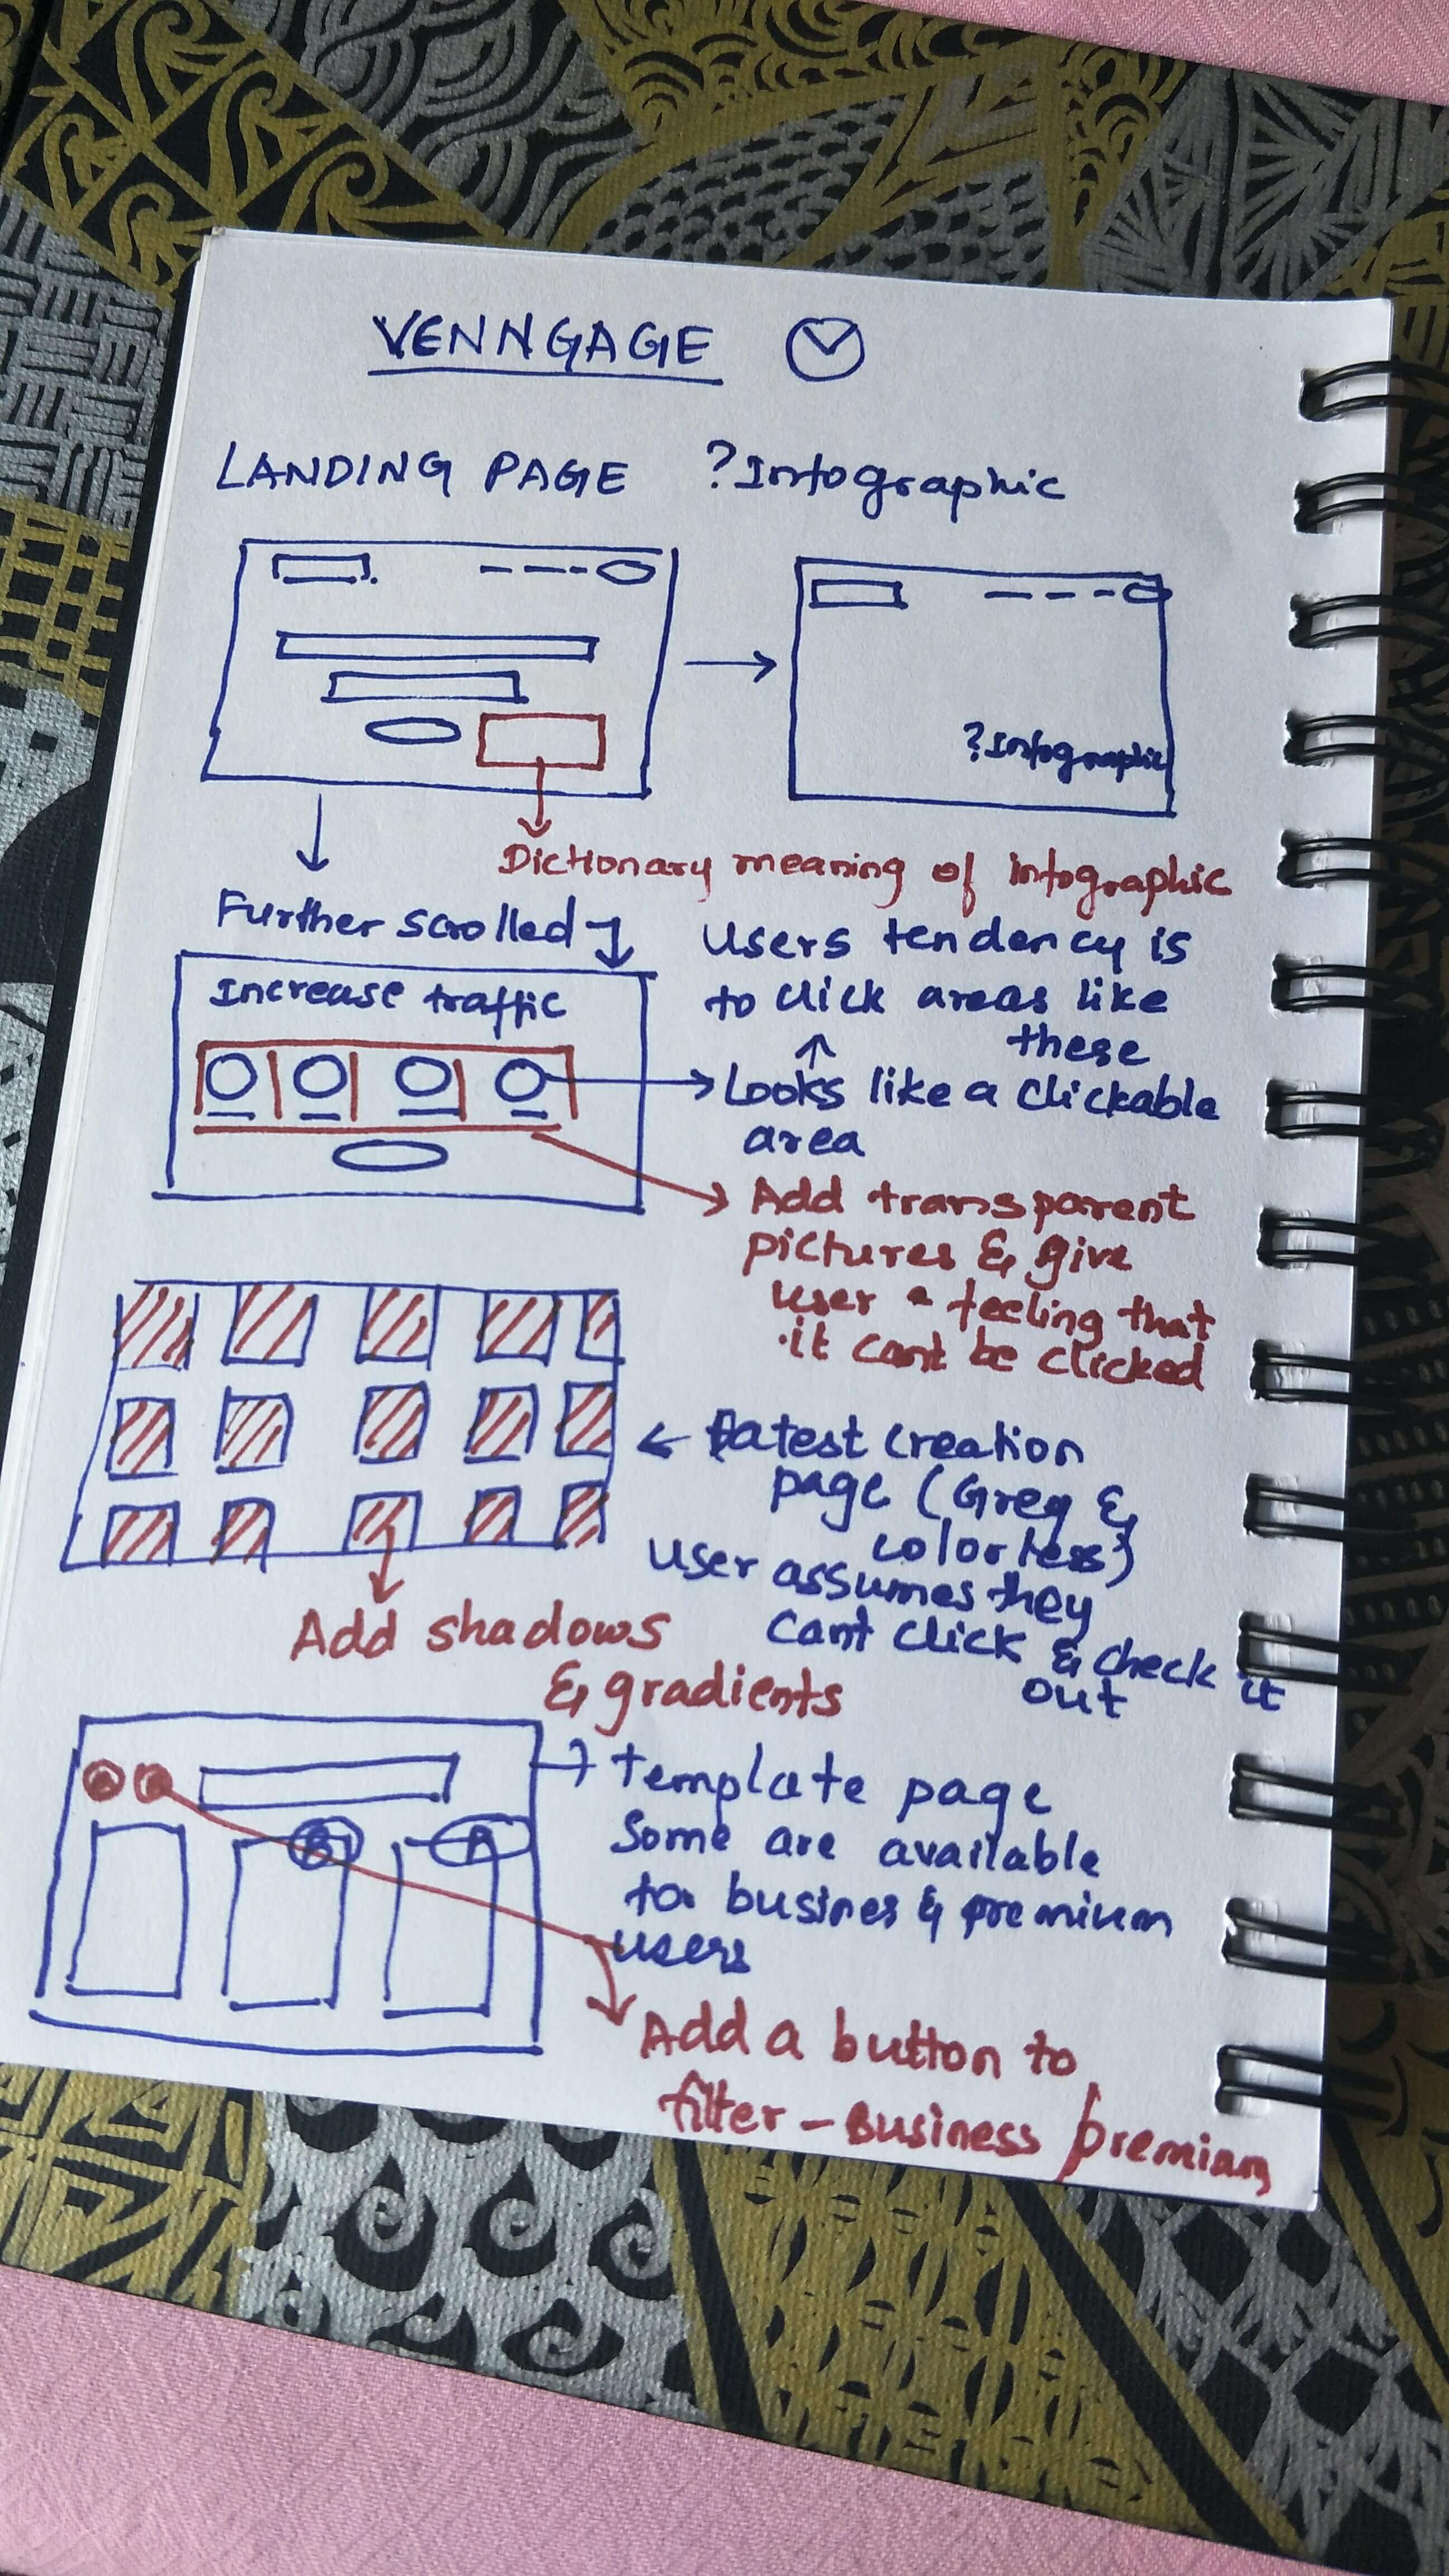 VENNGAGE
LANDING PAGE ?Infographic
?Infographic
Dictionary meaning of infographic
Further scrolled
Increase traffic
Users tendency is
to click areas like
these
Looks like a clickable
area
Add transparent
pictures & give
user a feeling that
it cant be clicked
Latest creation
page (Grey &
colorless)
User assumes they
cant click & check it
out
Add shadows
& gradients
Template page
Some are available
for busines & premium
users
B
P
Add a button to
filter - Business / premium